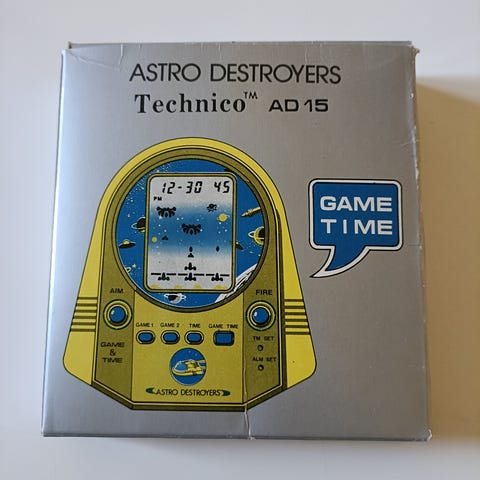 ASTRO DESTROYERS
Technico™ AD 15
12-30 45
PM
GAME
TIME
AIM
FIRE
GAME 1 GAME 2 TIME GAME TIME
GAME
&
TIME
TM SET
ALM SET
ASTRO DESTROYERS